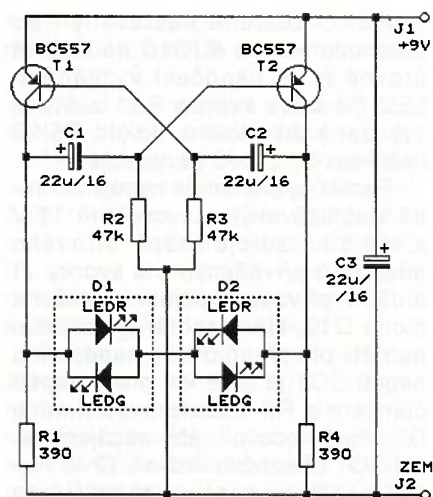 BC557
T1
BC557
T2
J1
+9V
+ C1
22u/16
C2 +
22u/16
R2
47k
R3
47k
+
C3
22u/
/16
D1
LEDR
LEDG
D2
LEDR
LEDG
R1
390
R4
390
ZEM
J2